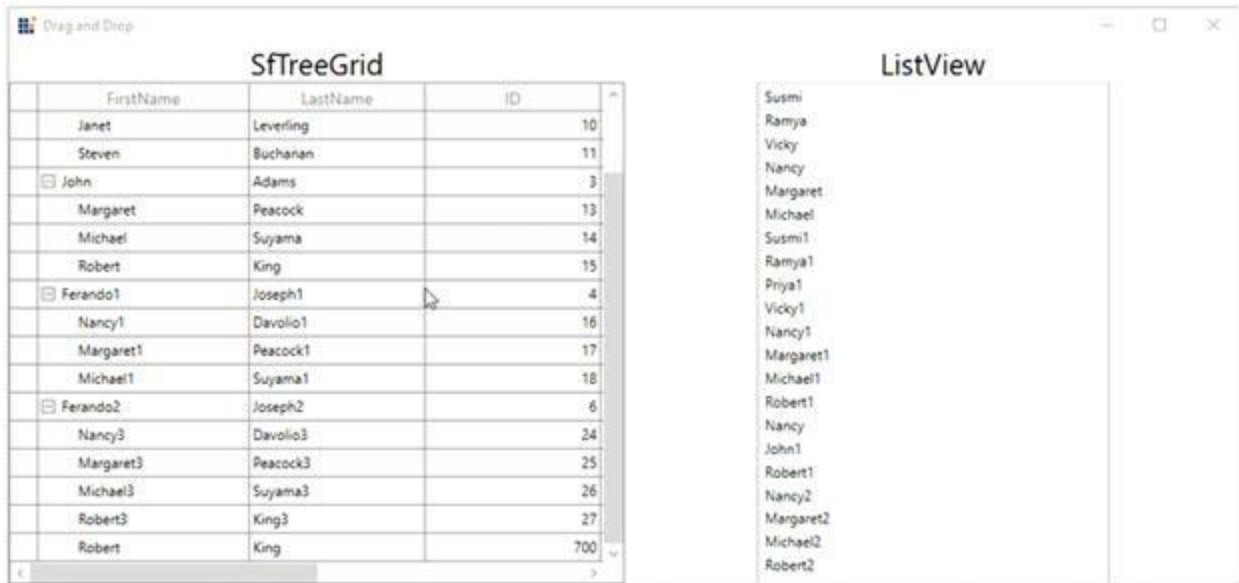 Drag and Drop
SfTreeGrid
FirstName LastName ID
Janet Leverling 10
Steven Buchanan 11
John Adams 3
Margaret Peacock 13
Michael Suyama 14
Robert King 15
Ferando1 Joseph1 4
Nancy1 Davolio1 16
Margaret1 Peacock1 17
Michael1 Suyama1 18
Ferando2 Joseph2 6
Nancy3 Davolio3 24
Margaret3 Peacock3 25
Michael3 Suyama3 26
Robert3 King3 27
Robert King 700
ListView
Susmi
Ramya
Vicky
Nancy
Margaret
Michael
Susmi1
Ramya1
Priya1
Vicky1
Nancy1
Margaret1
Michael1
Robert1
Nancy
John1
Robert1
Nancy2
Margaret2
Michael2
Robert2